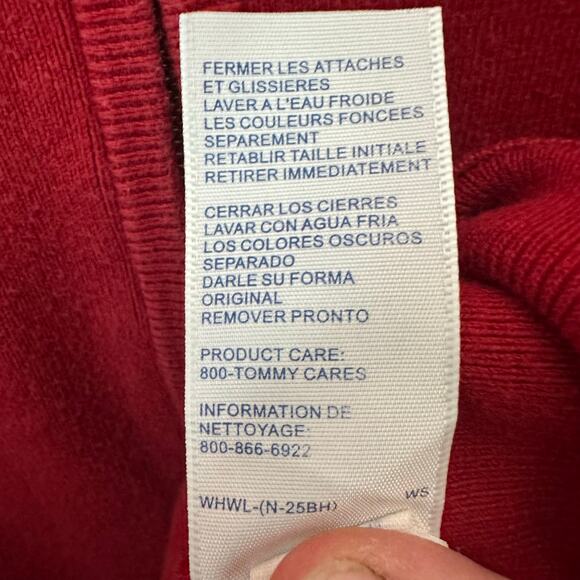 FERMER LES ATTACHES
ET GLISSIERES
LAVER A L'EAU FROIDE
LES COULEURS FONCEES
SEPAREMENT
RETABLIR TAILLE INITIALE
RETIRER IMMEDIATEMENT
CERRAR LOS CIERRES
LAVAR CON AGUA FRIA
LOS COLORES OSCUROS
SEPARADO
DARLE SU FORMA
ORIGINAL
REMOVER PRONTO
PRODUCT CARE:
800-TOMMY CARES
INFORMATION DE
NETTOYAGE:
800-866-6922
WHWL-(N-25BH) WS